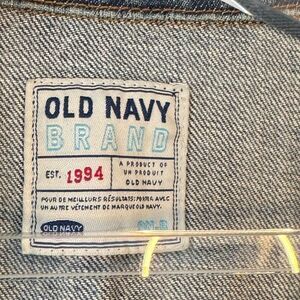 OLD NAVY
BRAND
EST. 1994
A PRODUCT OF
UN PRODUIT
OLD NAVY
POUR DE MEILLEURS RÉSULTATS: PORTER AVEC
UN AUTRE VÊTEMENT DE MARQUE OLD NAVY.
OLD NAVY